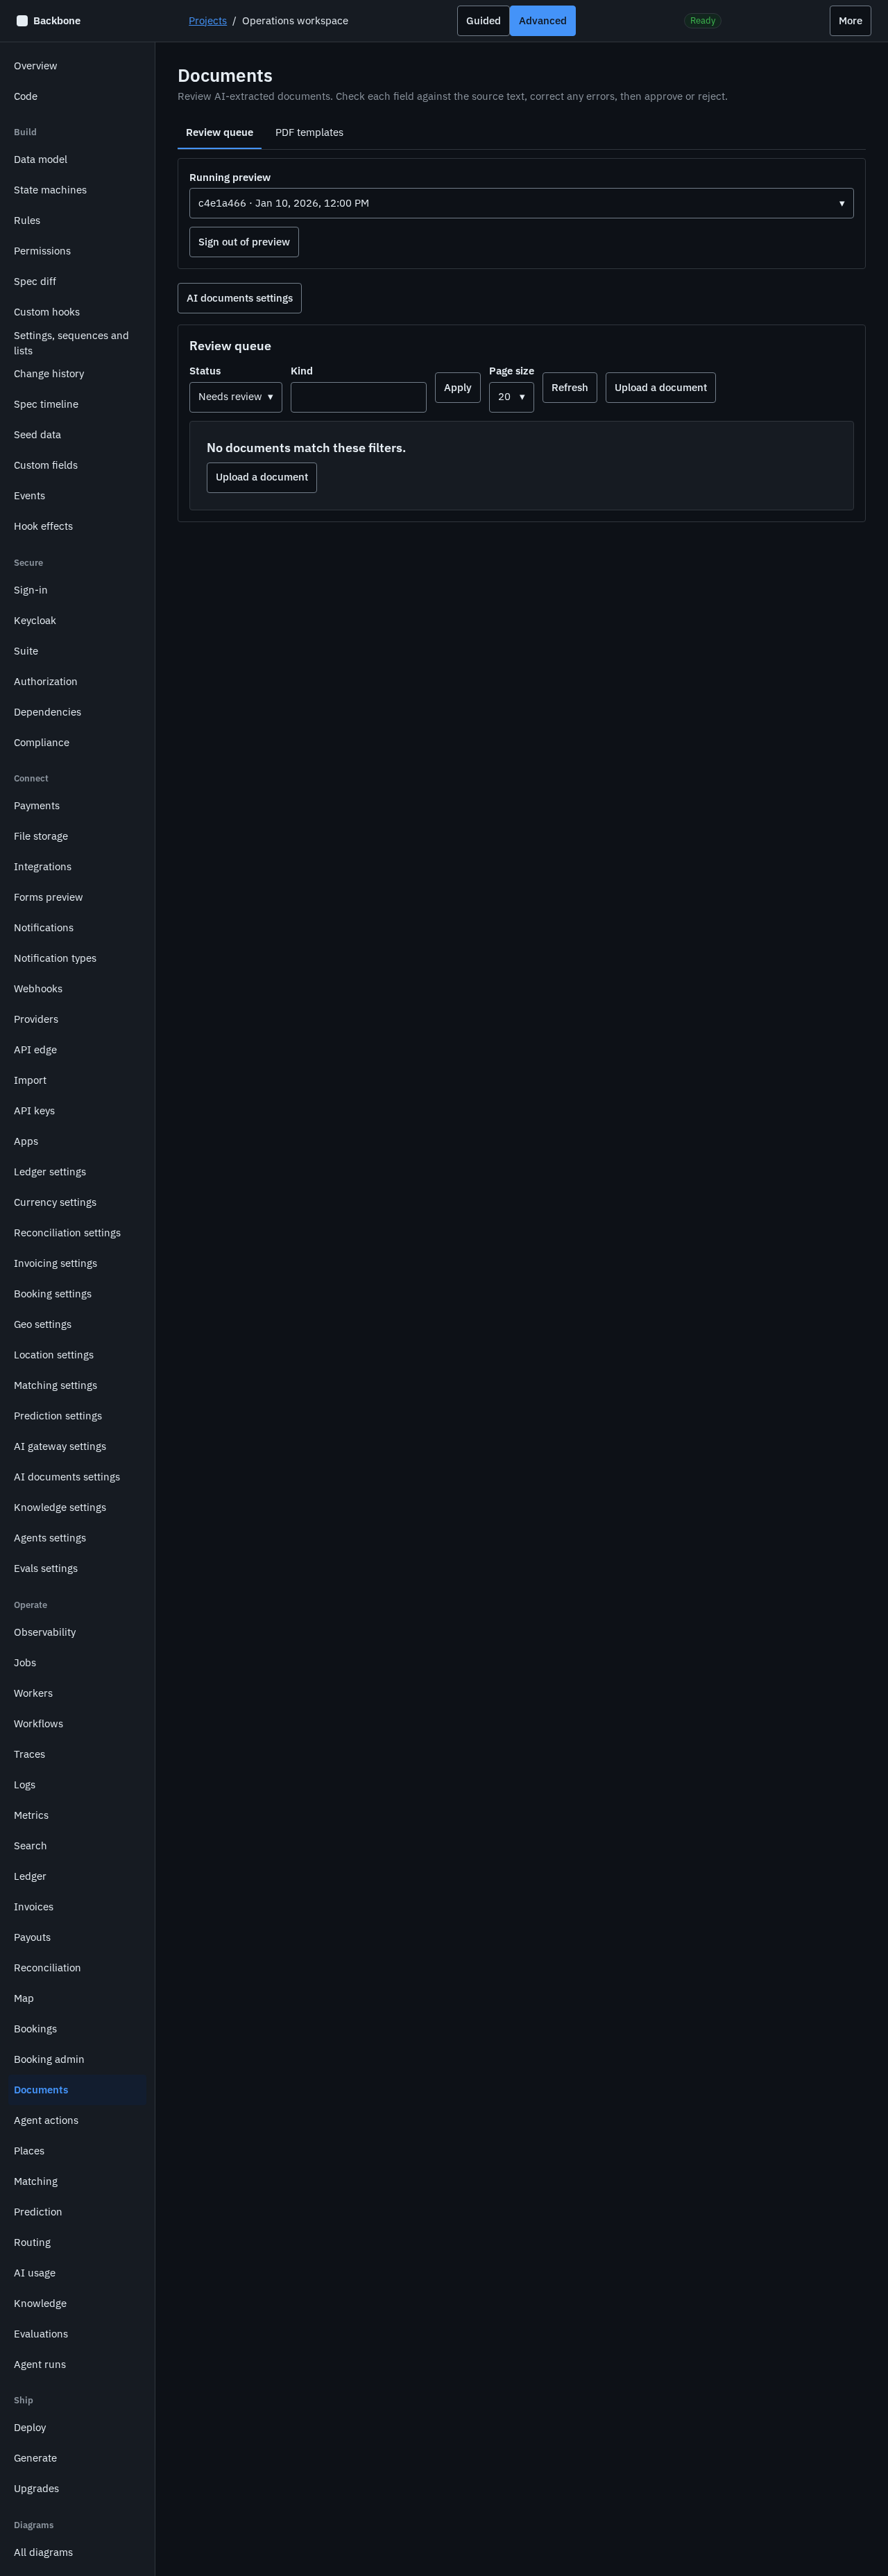 Backbone
Projects / Operations workspace
Guided
Advanced
Ready
More
Overview
Code
Build
Data model
State machines
Rules
Permissions
Spec diff
Custom hooks
Settings, sequences and
lists
Change history
Spec timeline
Seed data
Custom fields
Events
Hook effects
Secure
Sign-in
Keycloak
Suite
Authorization
Dependencies
Compliance
Connect
Payments
File storage
Integrations
Forms preview
Notifications
Notification types
Webhooks
Providers
API edge
Import
API keys
Apps
Ledger settings
Currency settings
Reconciliation settings
Invoicing settings
Booking settings
Geo settings
Location settings
Matching settings
Prediction settings
AI gateway settings
AI documents settings
Knowledge settings
Agents settings
Evals settings
Operate
Observability
Jobs
Workers
Workflows
Traces
Logs
Metrics
Search
Ledger
Invoices
Payouts
Reconciliation
Map
Bookings
Booking admin
Documents
Agent actions
Places
Matching
Prediction
Routing
AI usage
Knowledge
Evaluations
Agent runs
Ship
Deploy
Generate
Upgrades
Diagrams
All diagrams
Documents
Review AI-extracted documents. Check each field against the source text, correct any errors, then approve or reject.
Review queue
PDF templates
Running preview
c4e1a466 · Jan 10, 2026, 12:00 PM
Sign out of preview
AI documents settings
Review queue
Status
Needs review
Kind
Apply
Page size
20
Refresh
Upload a document
No documents match these filters.
Upload a document